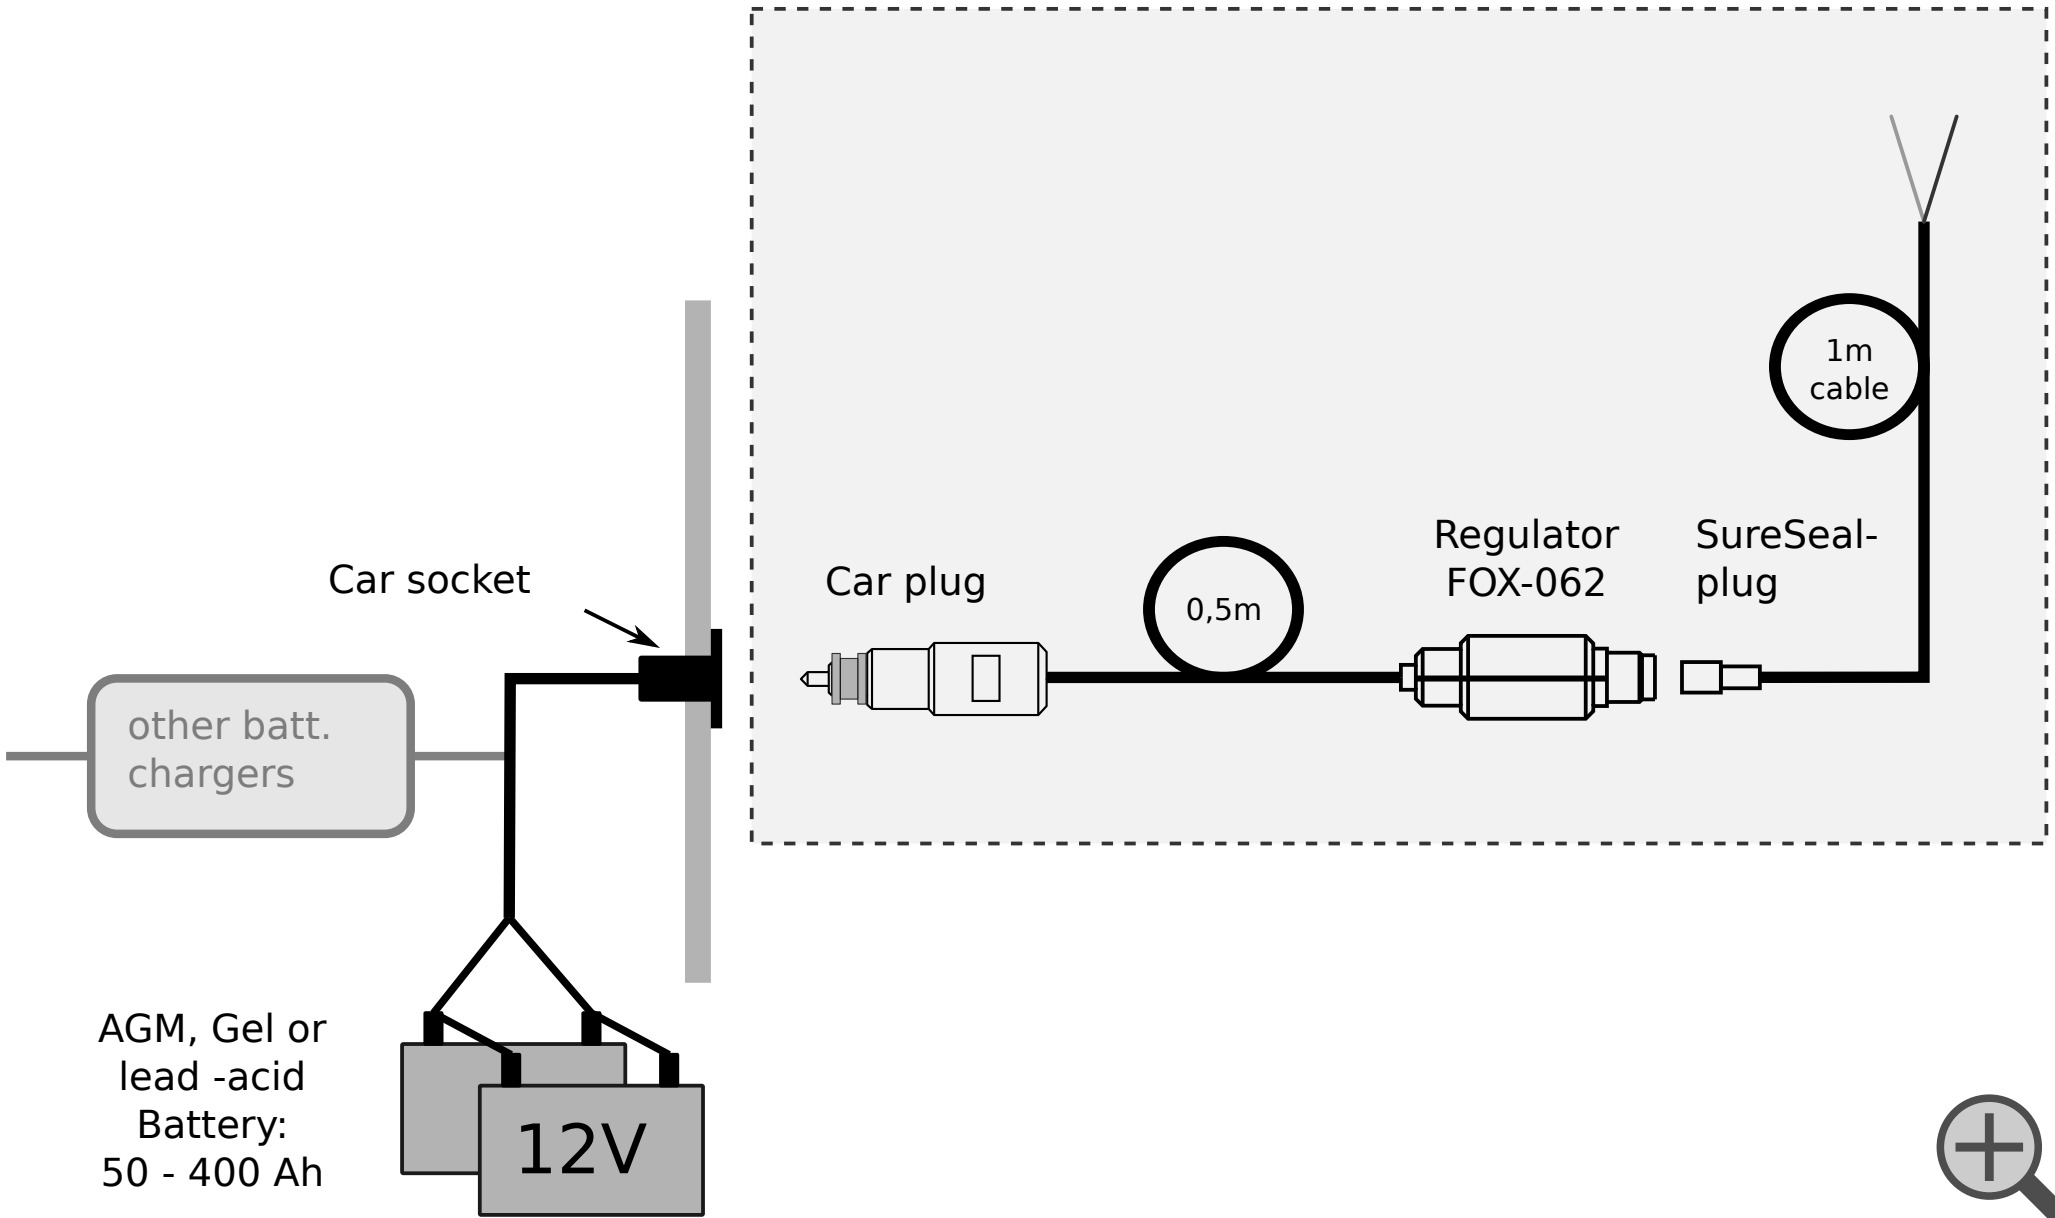 1m
cable
Regulator
FOX-062
SureSeal-
plug
Car socket
Car plug
0,5m
other batt.
chargers
AGM, Gel or
lead -acid
Battery:
50 - 400 Ah
12V